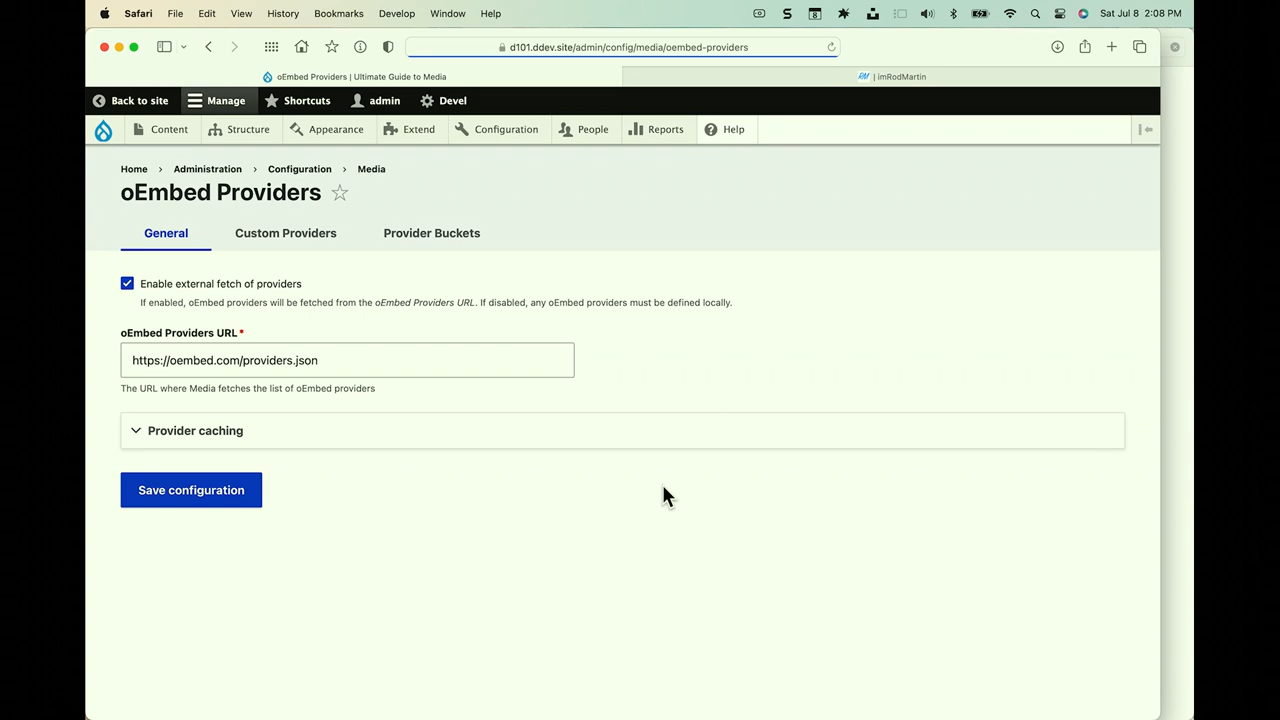 Safari File Edit View History Bookmarks Develop Window Help Sat Jul 8 2:08 PM
d101.ddev.site/admin/config/media/oembed-providers
oEmbed Providers | Ultimate Guide to Media
| imRodMartin
Back to site Manage Shortcuts admin Devel
Content Structure Appearance Extend Configuration People Reports Help
Home › Administration › Configuration › Media
oEmbed Providers
General Custom Providers Provider Buckets
Enable external fetch of providers
If enabled, oEmbed providers will be fetched from the oEmbed Providers URL. If disabled, any oEmbed providers must be defined locally.
oEmbed Providers URL*
https://oembed.com/providers.json
The URL where Media fetches the list of oEmbed providers
Provider caching
Save configuration